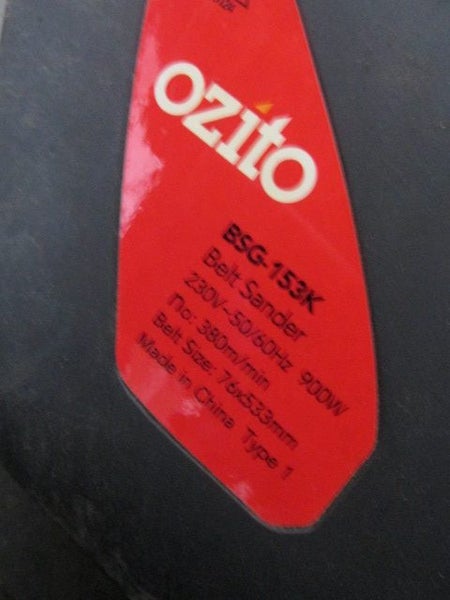 ozito
BSG-153K
Belt Sander
230V~50/60Hz 900W
no: 380m/min
Belt Size: 76x533mm
Made in China Type 1